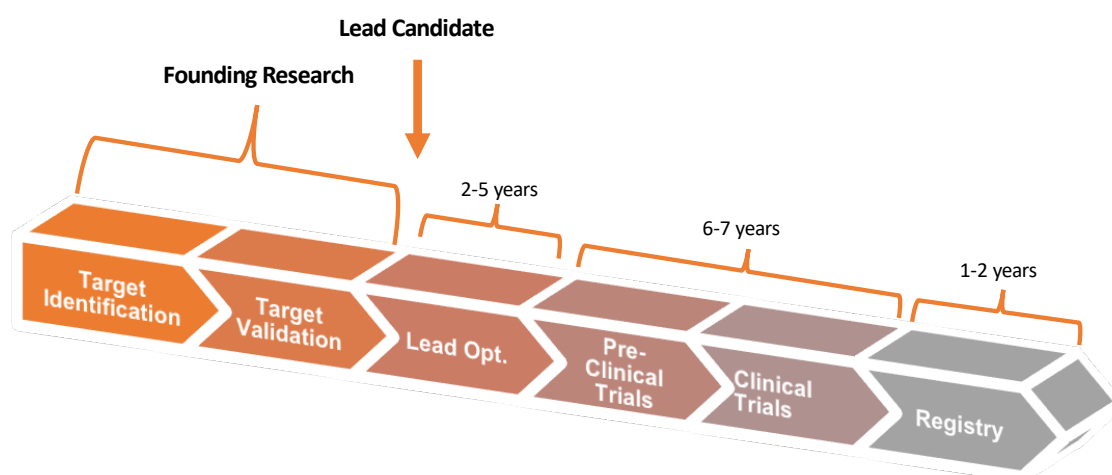 Lead Candidate
Founding Research
2-5 years
6-7 years
1-2 years
Target
Identification
Target
Validation
Lead Opt.
Pre-
Clinical
Trials
Clinical
Trials
Registry